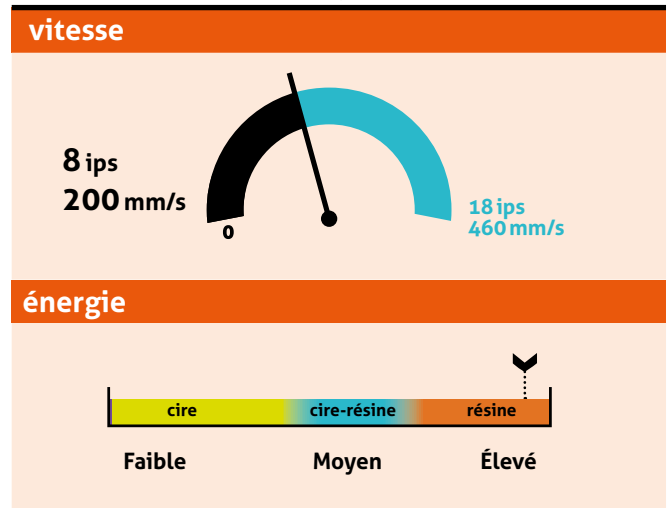 vitesse
8 ips
200 mm/s
0
18 ips
460 mm/s
énergie
cire
cire-résine
résine
Faible
Moyen
Élevé